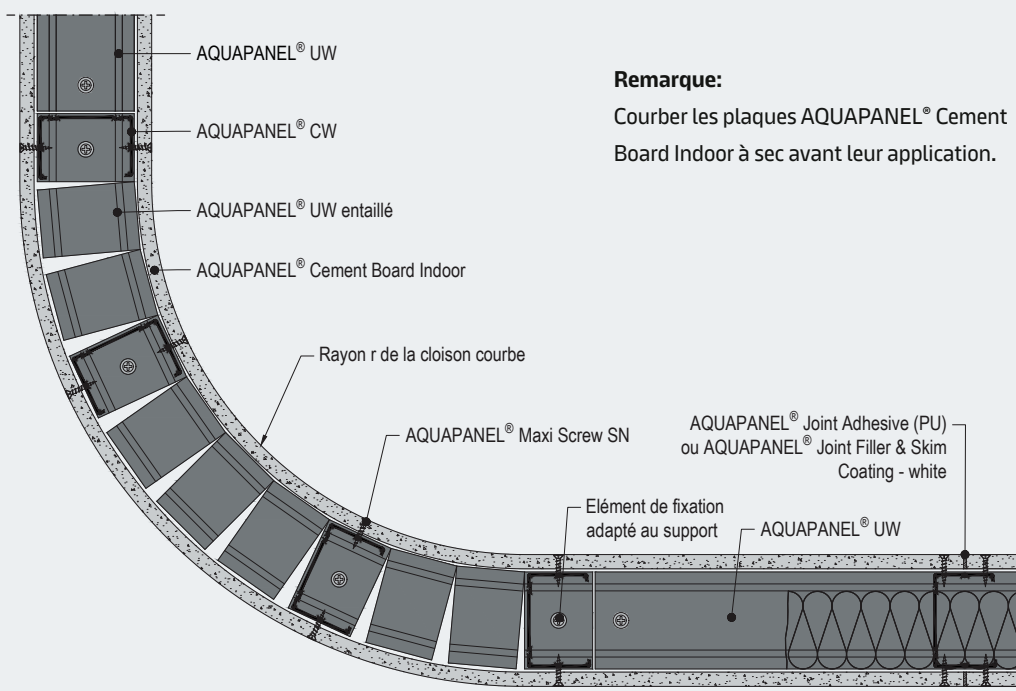 AQUAPANEL® UW
AQUAPANEL® CW
AQUAPANEL® UW entaillé
AQUAPANEL® Cement Board Indoor
Remarque:
Courber les plaques AQUAPANEL® Cement
Board Indoor à sec avant leur application.
Rayon r de la cloison courbe
AQUAPANEL® Maxi Screw SN
AQUAPANEL® Joint Adhesive (PU)
ou AQUAPANEL® Joint Filler & Skim
Coating - white
Elément de fixation
adapté au support
AQUAPANEL® UW